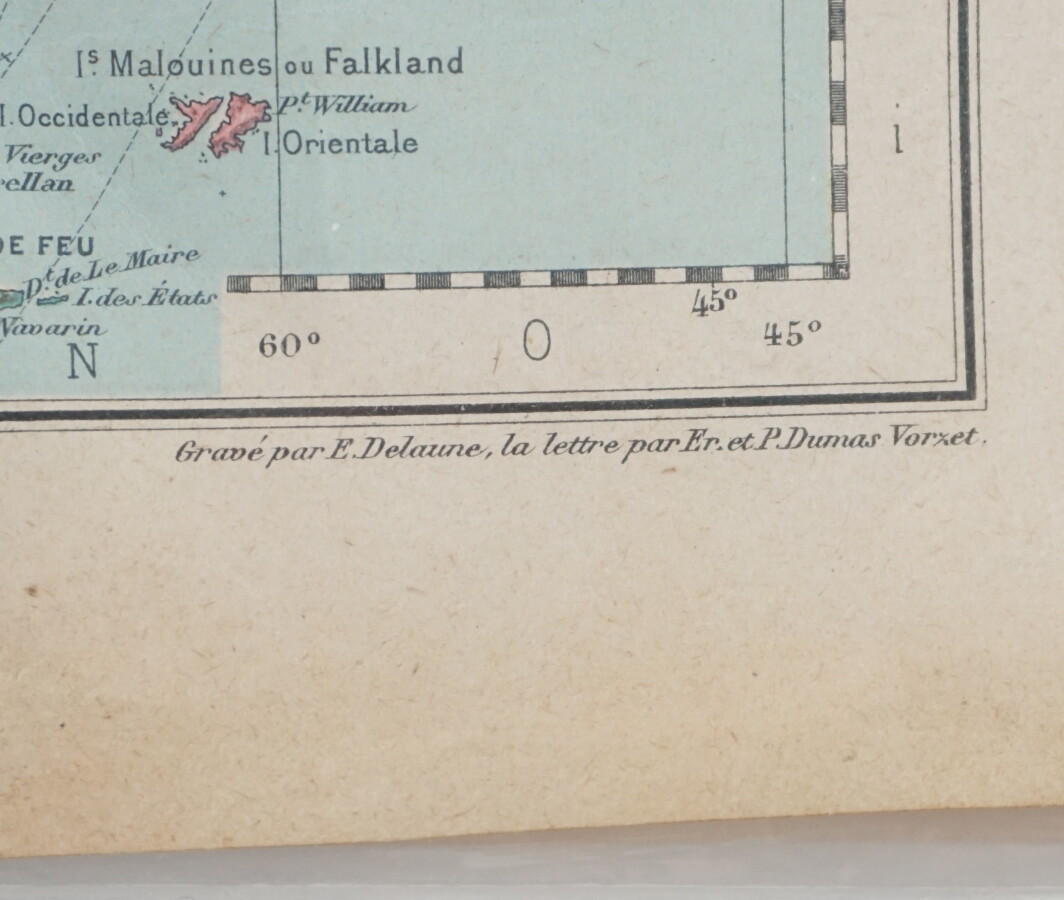 Iˢ. Malouines ou Falkland
I. Occidentale
Pᵗ. William
I. Orientale
Vierges
ellan
DE FEU
Dᵗ. de Le Maire
I. des États
Navarin
N
60°
O
45°
45°
l
Gravé par E. Delaune, la lettre par Er. et P. Dumas Vorzet.